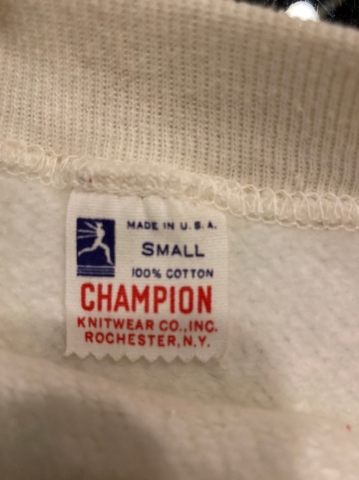 MADE IN U.S.A.
SMALL
100% COTTON
CHAMPION
KNITWEAR CO., INC.
ROCHESTER, N.Y.